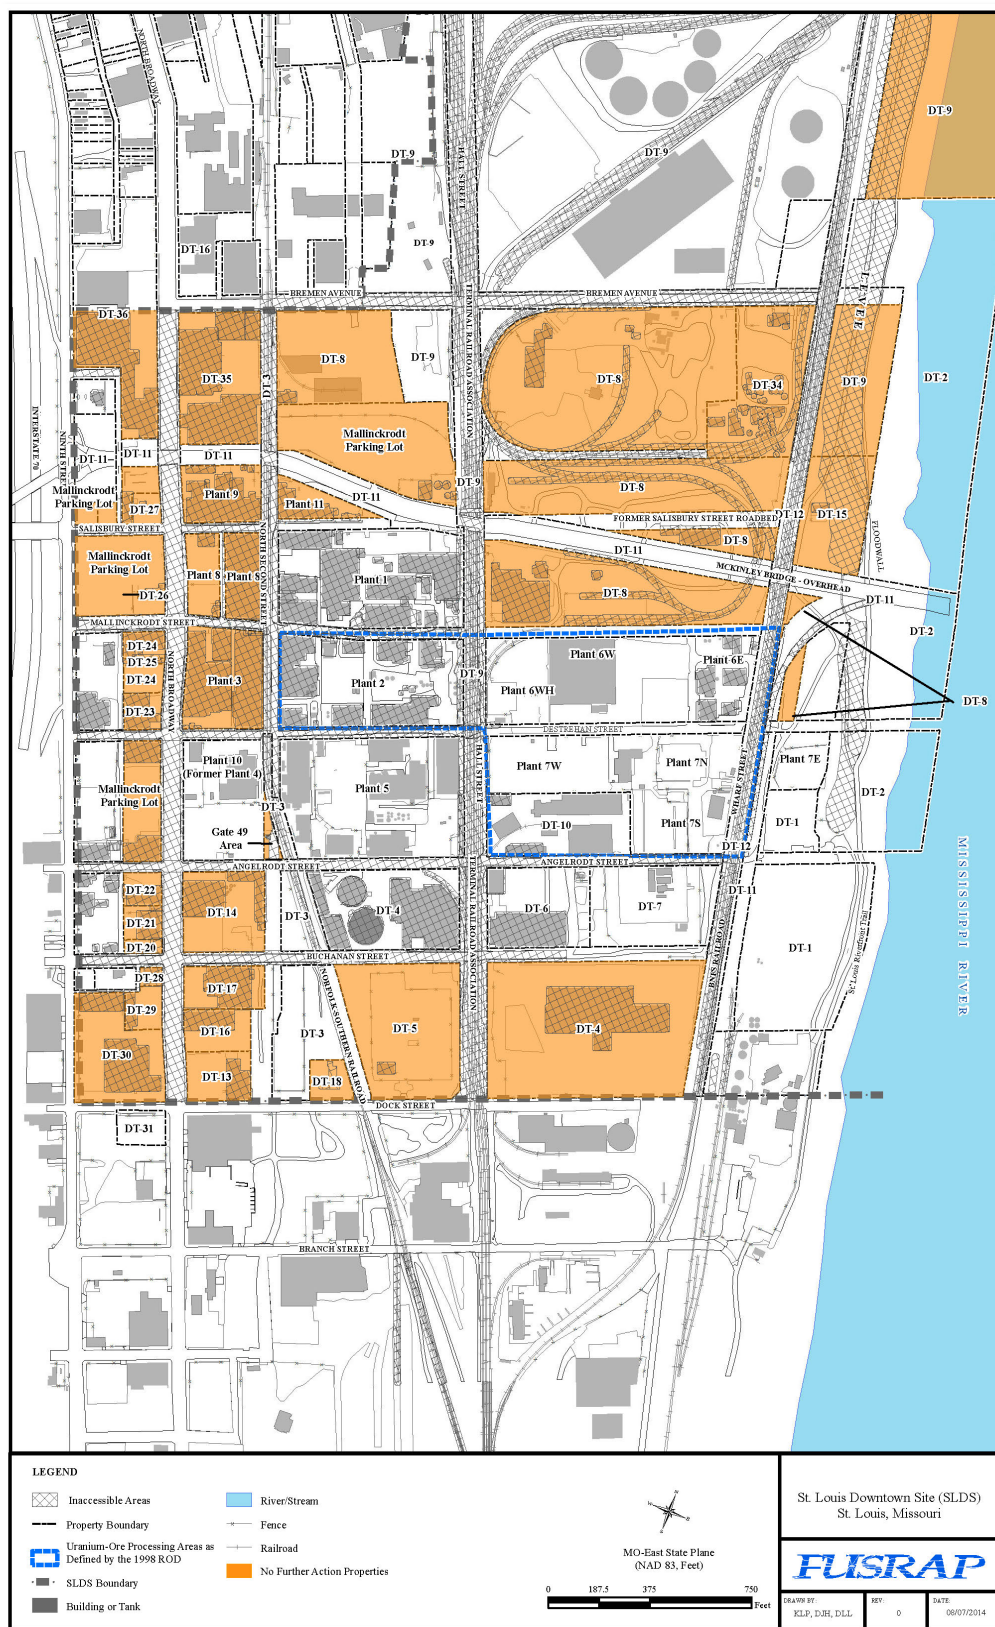 NORTH BROADWAY
DT-9
DT-9
DT-9
HALL STREET
DT-16
DT-9
BREMEN AVENUE
BREMEN AVENUE
LEVEE
DT-36
TERMINAL RAILROAD ASSOCIATION
DT-8
DT-9
DT-35
DT-3
DT-8
DT-34
DT-9
DT-2
INTERSTATE 70
NINTH STREET
Mallinckrodt
Parking Lot
DT-11
DT-11
DT-11
DT-9
DT-8
Mallinckrodt
Parking Lot
Plant 9
DT-11
Plant 11
DT-27
DT-12
DT-15
FORMER SALISBURY STREET ROADBED
SALISBURY STREET
NORTH SECOND STREET
FLOODWALL
DT-8
DT-11
Mallinckrodt
Parking Lot
Plant 8
Plant 8
Plant 1
MCKINLEY BRIDGE - OVERHEAD
DT-26
DT-8
DT-11
MALLINCKRODT STREET
DT-2
DT-24
DT-25
DT-24
DT-23
NORTH BROADWAY
Plant 3
Plant 2
DT-9
Plant 6W
Plant 6E
Plant 6WH
DT-8
DESTREHAN STREET
Plant 10
(Former Plant 4)
HALL STREET
Plant 7W
Plant 7N
WHARF STREET
Plant 7E
Mallinckrodt
Parking Lot
DT-3
Plant 5
DT-2
Gate 49
Area
DT-10
Plant 7S
DT-1
DT-12
ANGELRODT STREET
ANGELRODT STREET
MISSISSIPPI RIVER
DT-22
DT-14
DT-3
DT-4
TERMINAL RAILROAD ASSOCIATION
DT-6
DT-7
DT-11
DT-21
DT-20
BUCHANAN STREET
BNSF RAILROAD
DT-1
St. Louis Riverfront Trail
DT-28
DT-17
DT-29
DT-16
NORFOLK SOUTHERN RAILROAD
DT-3
DT-5
DT-4
DT-30
DT-13
DT-18
DOCK STREET
DT-31
BRANCH STREET
LEGEND
Inaccessible Areas
Property Boundary
Uranium-Ore Processing Areas as
Defined by the 1998 ROD
SLDS Boundary
Building or Tank
River/Stream
Fence
Railroad
No Further Action Properties
N
E
S
W
MO-East State Plane
(NAD 83, Feet)
0 187.5 375 750
Feet
St. Louis Downtown Site (SLDS)
St. Louis, Missouri
FUSRAP
DRAWN BY:
KLP, DJH, DLL
REV:
0
DATE:
08/07/2014